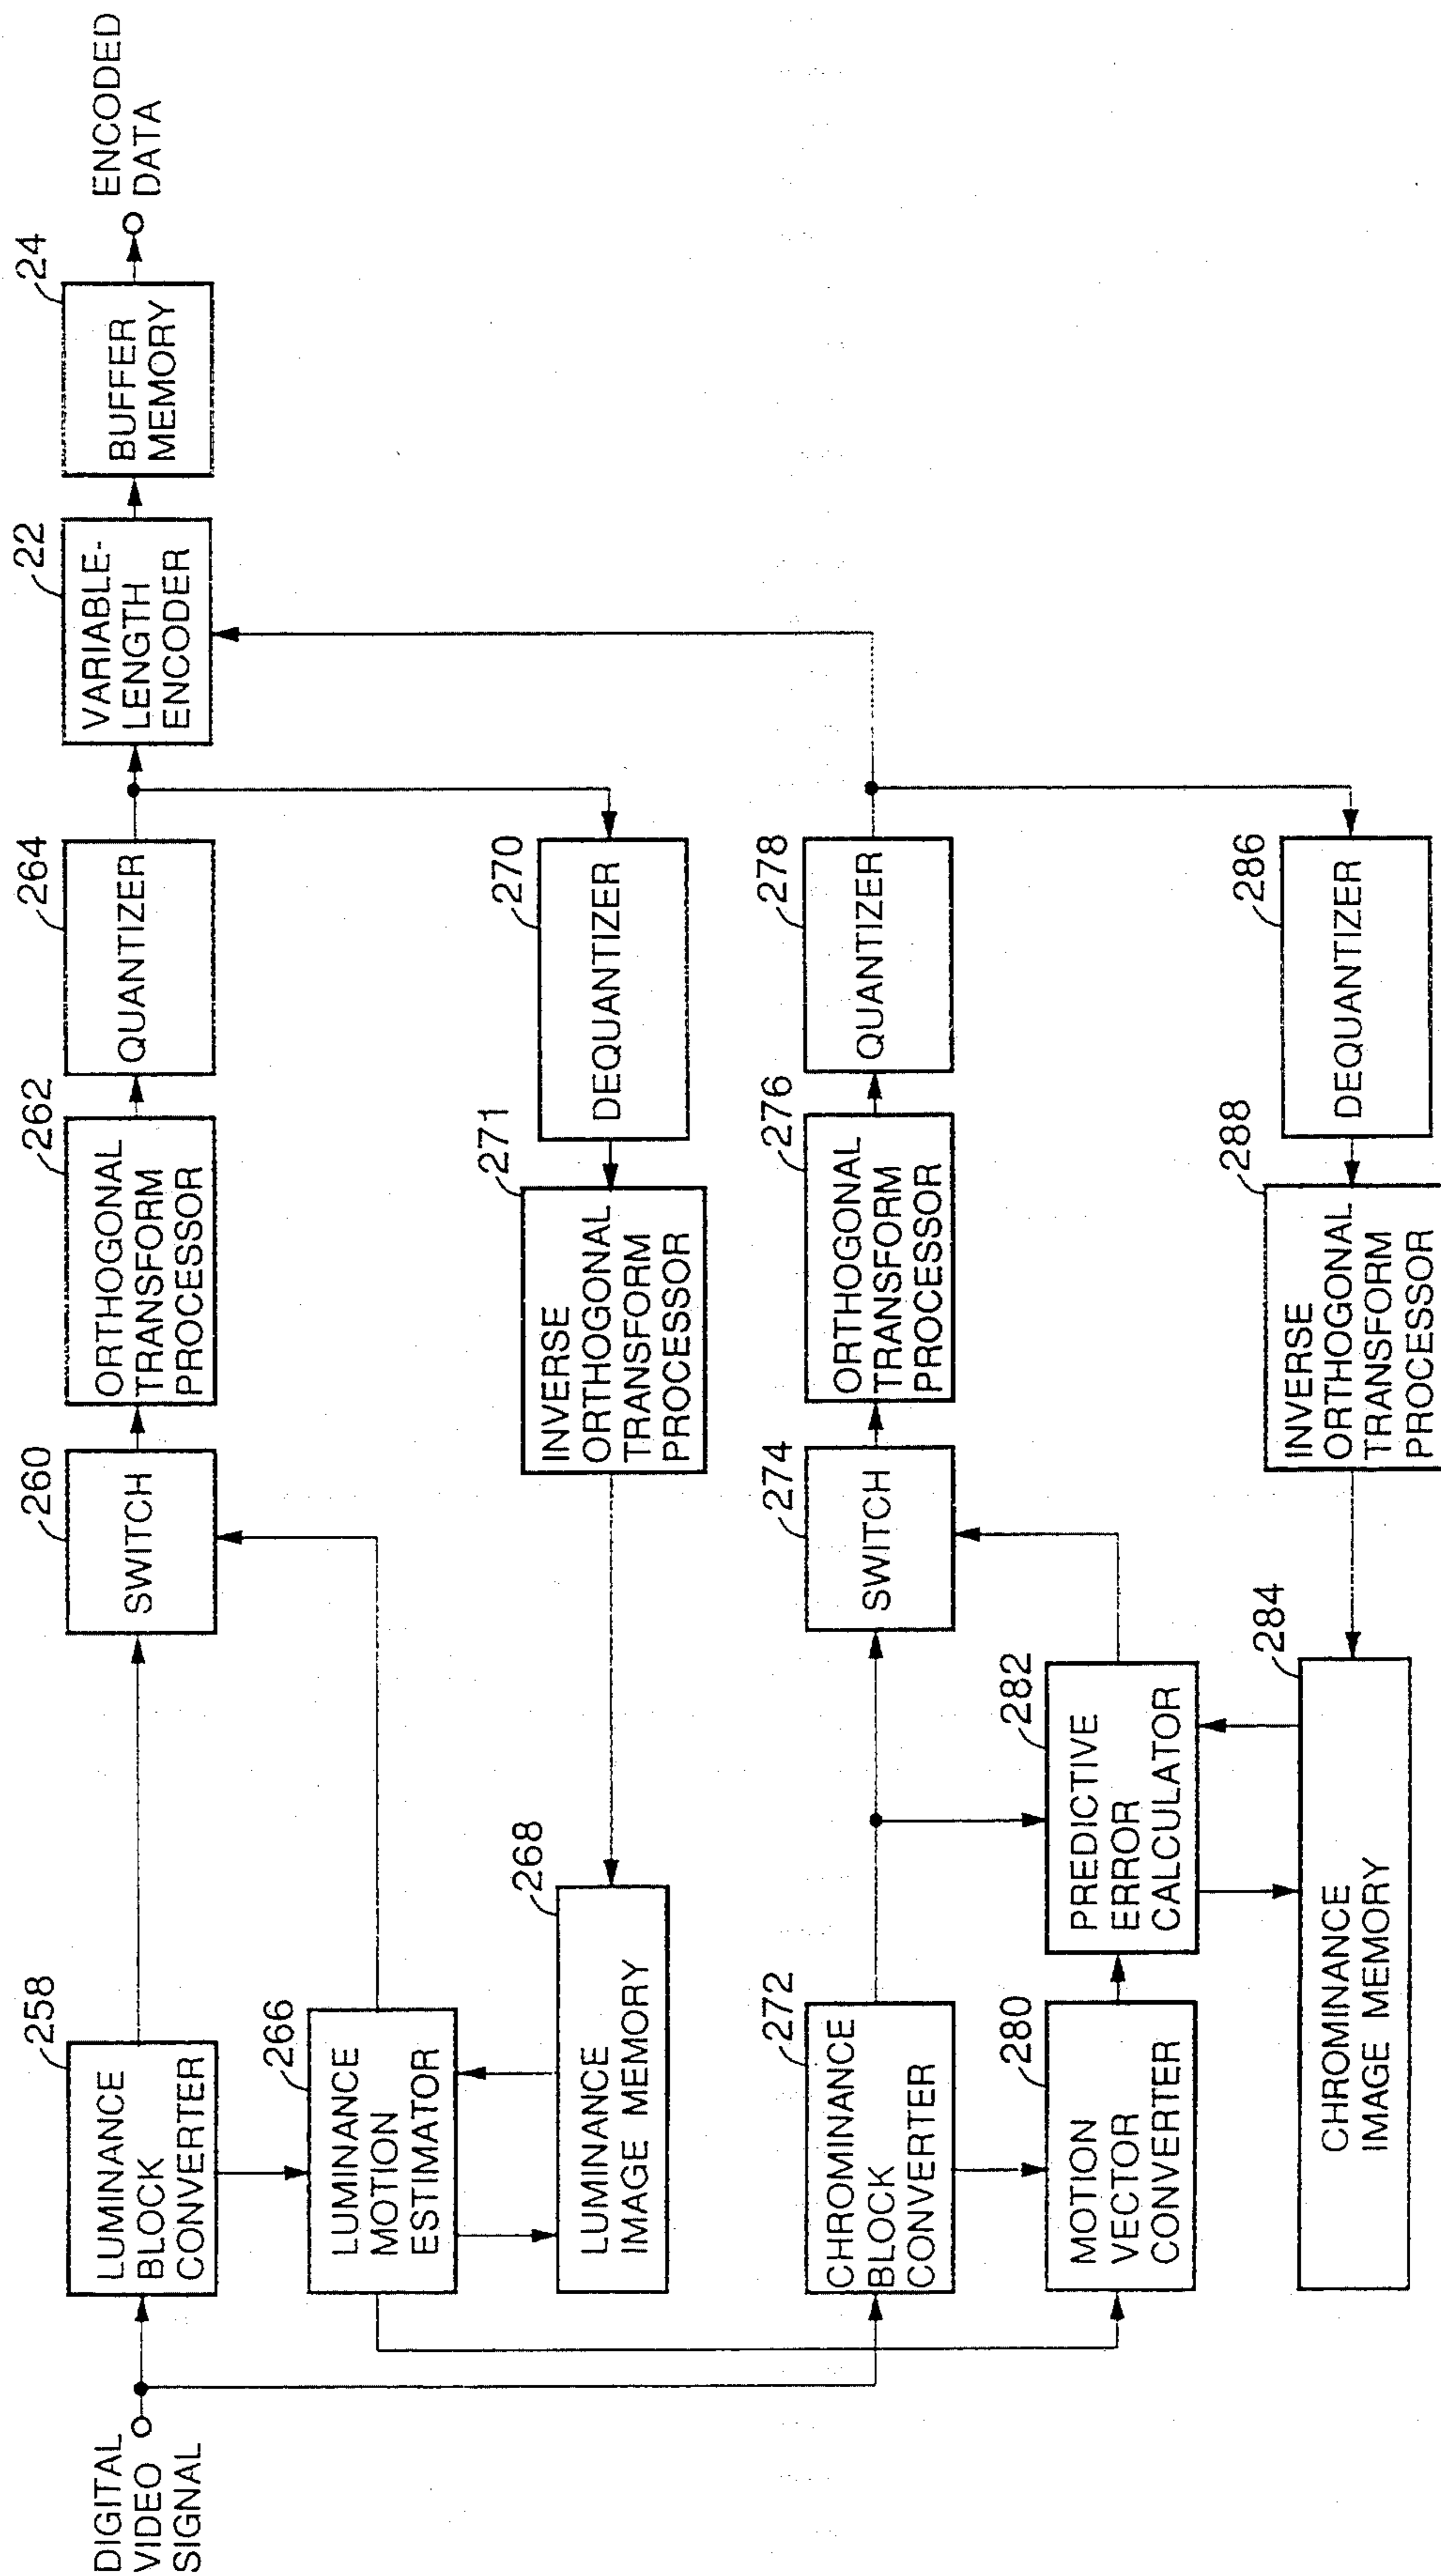 DIGITAL
VIDEO
SIGNAL
258
LUMINANCE
BLOCK
CONVERTER
260
SWITCH
262
ORTHOGONAL
TRANSFORM
PROCESSOR
264
QUANTIZER
22
VARIABLE-
LENGTH
ENCODER
24
BUFFER
MEMORY
ENCODED
DATA
266
LUMINANCE
MOTION
ESTIMATOR
268
LUMINANCE
IMAGE MEMORY
271
INVERSE
ORTHOGONAL
TRANSFORM
PROCESSOR
270
DEQUANTIZER
272
CHROMINANCE
BLOCK
CONVERTER
274
SWITCH
276
ORTHOGONAL
TRANSFORM
PROCESSOR
278
QUANTIZER
280
MOTION
VECTOR
CONVERTER
282
PREDICTIVE
ERROR
CALCULATOR
284
CHROMINANCE
IMAGE MEMORY
288
INVERSE
ORTHOGONAL
TRANSFORM
PROCESSOR
286
DEQUANTIZER